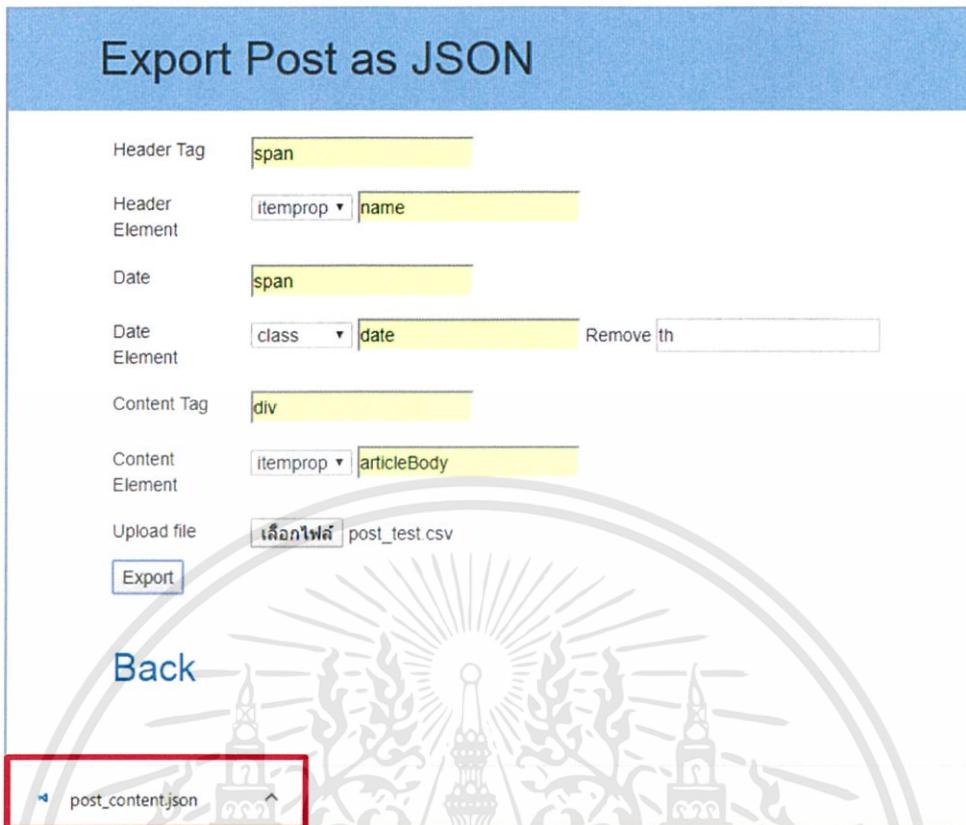 Export Post as JSON
Header Tag span
Header Element itemprop name
Date span
Date Element class date Remove th
Content Tag div
Content Element itemprop articleBody
Upload file เลือกไฟล์ post_test.csv
Export
Back
post_content.json